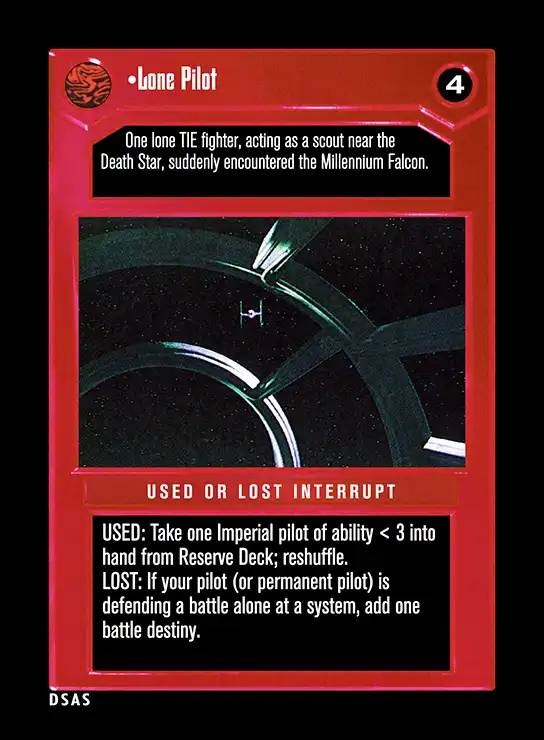 •Lone Pilot
4
One lone TIE fighter, acting as a scout near the
Death Star, suddenly encountered the Millennium Falcon.
USED OR LOST INTERRUPT
USED: Take one Imperial pilot of ability < 3 into
hand from Reserve Deck; reshuffle.
LOST: If your pilot (or permanent pilot) is
defending a battle alone at a system, add one
battle destiny.
DSAS